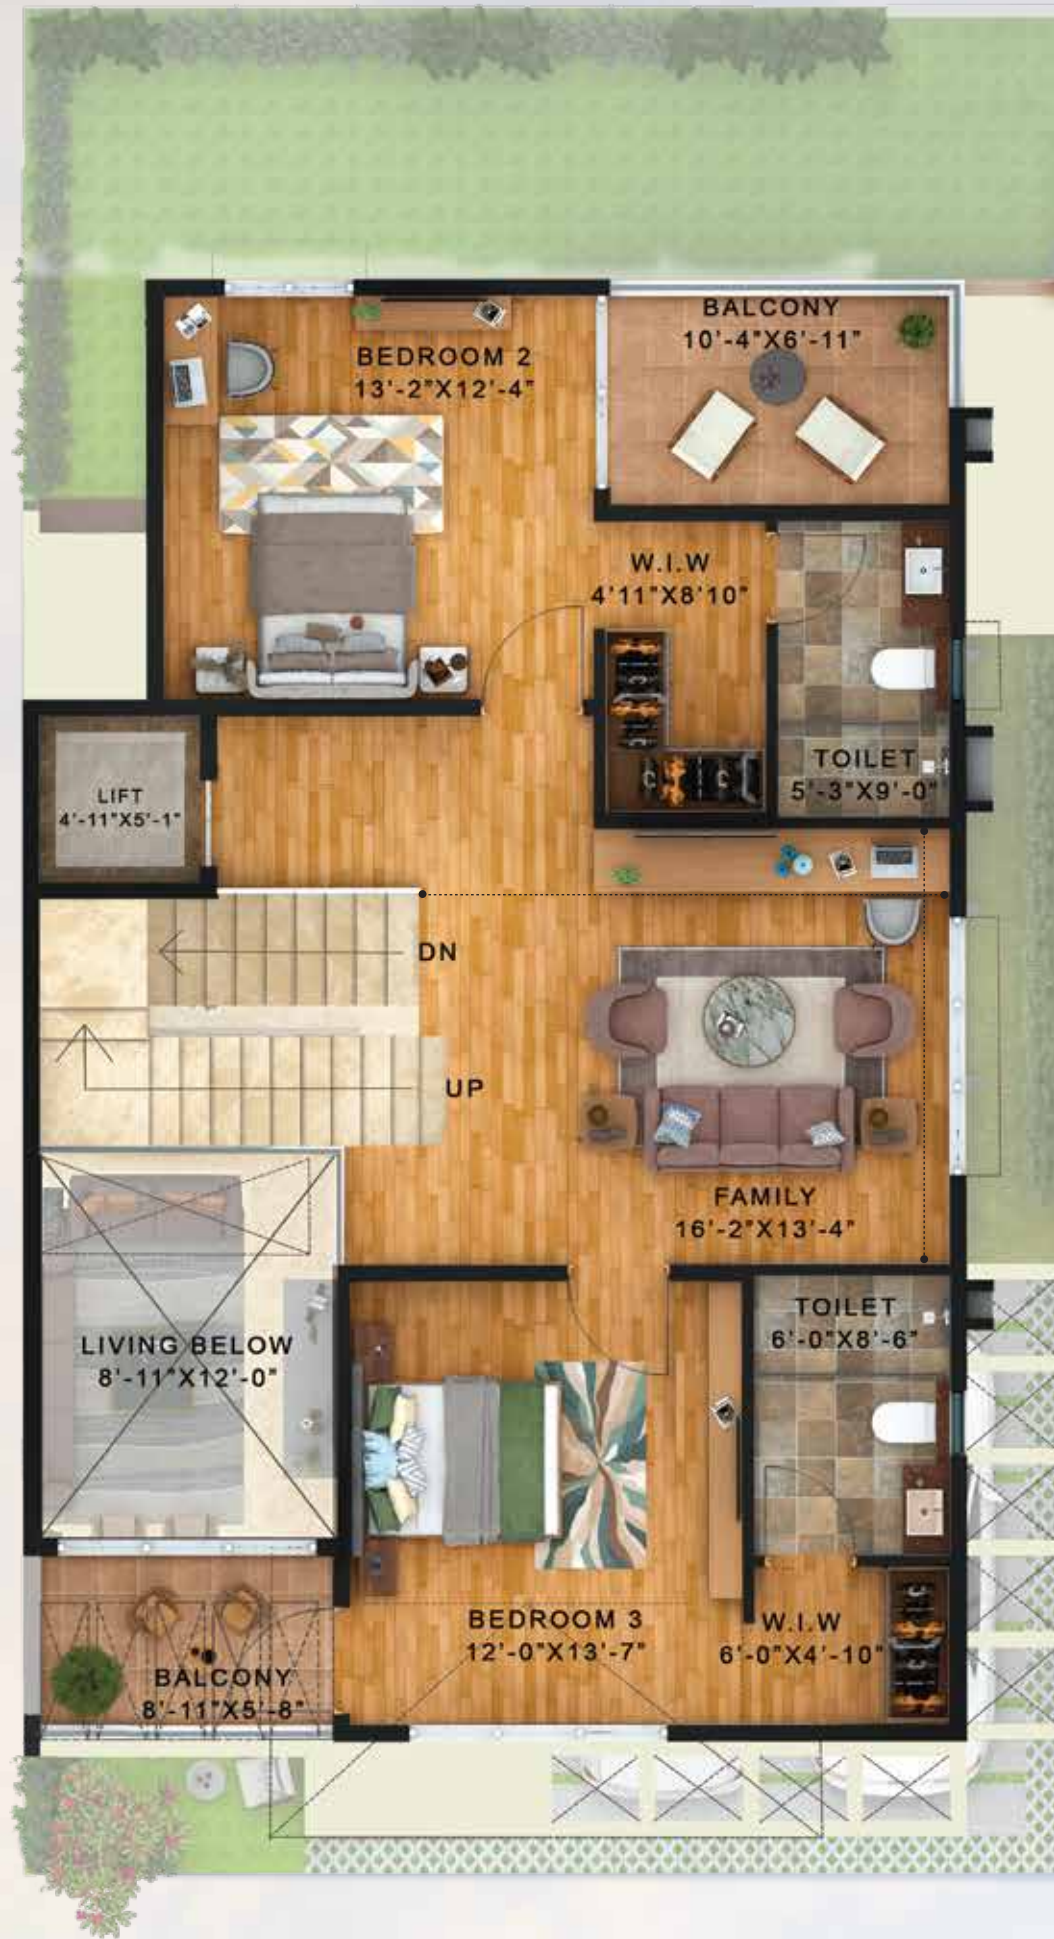 BALCONY
10'-4"X6'-11"
BEDROOM 2
13'-2"X12'-4"
W.I.W
4'11"X8'10"
TOILET
5'-3"X9'-0"
LIFT
4'-11"X5'-1"
DN
UP
FAMILY
16'-2"X13'-4"
TOILET
6'-0"X8'-6"
LIVING BELOW
8'-11"X12'-0"
BEDROOM 3
12'-0"X13'-7"
W.I.W
6'-0"X4'-10"
BALCONY
8'-11"X5'-8"